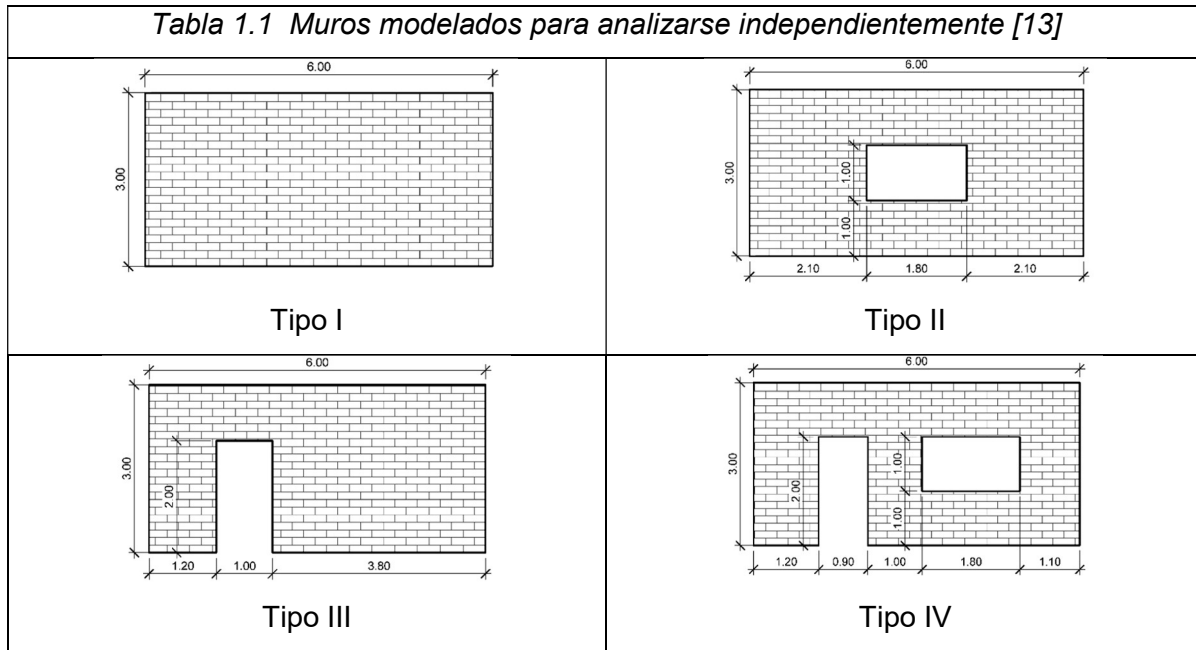 Tabla 1.1 Muros modelados para analizarse independientemente [13]
6.00
3.00
Tipo I
6.00
3.00
1.00
1.00
2.10 1.80 2.10
Tipo II
6.00
3.00
2.00
1.20 1.00 3.80
Tipo III
6.00
3.00
2.00
1.00
1.00
1.20 0.90 1.00 1.80 1.10
Tipo IV